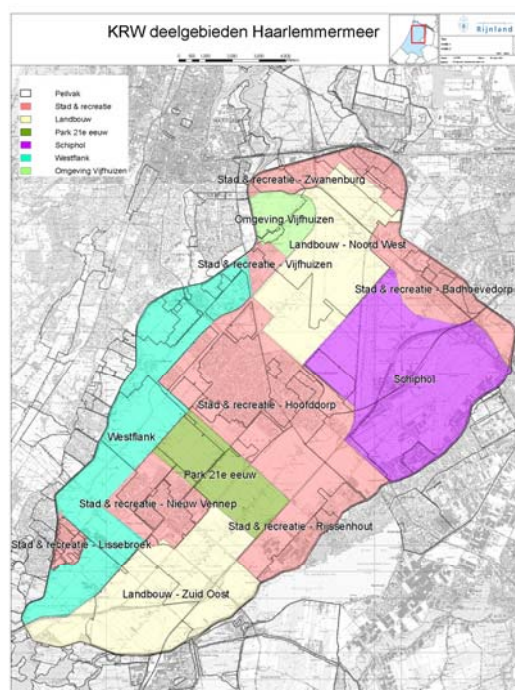 KRW deelgebieden Haarlemmermeer
Rijnland
Peilvak
Stad & recreatie
Landbouw
Park 21e eeuw
Schiphol
Westflank
Omgeving Vijfhuizen
Stad & recreatie - Zwanenburg
Omgeving Vijfhuizen
Landbouw - Noord West
Stad & recreatie - Vijfhuizen
Stad & recreatie - Badhoevedorp
Schiphol
Stad & recreatie - Hoofddorp
Westflank
Park 21e eeuw
Stad & recreatie - Nieuw Vennep
Stad & recreatie - Rijssenhout
Stad & recreatie - Lissebroek
Landbouw - Zuid Oost